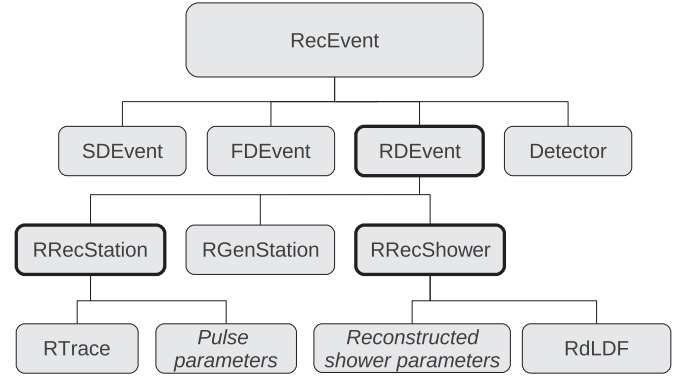 RecEvent
SDEvent
FDEvent
RDEvent
Detector
RRecStation
RGenStation
RRecShower
RTrace
Pulse
parameters
Reconstructed
shower parameters
RdLDF